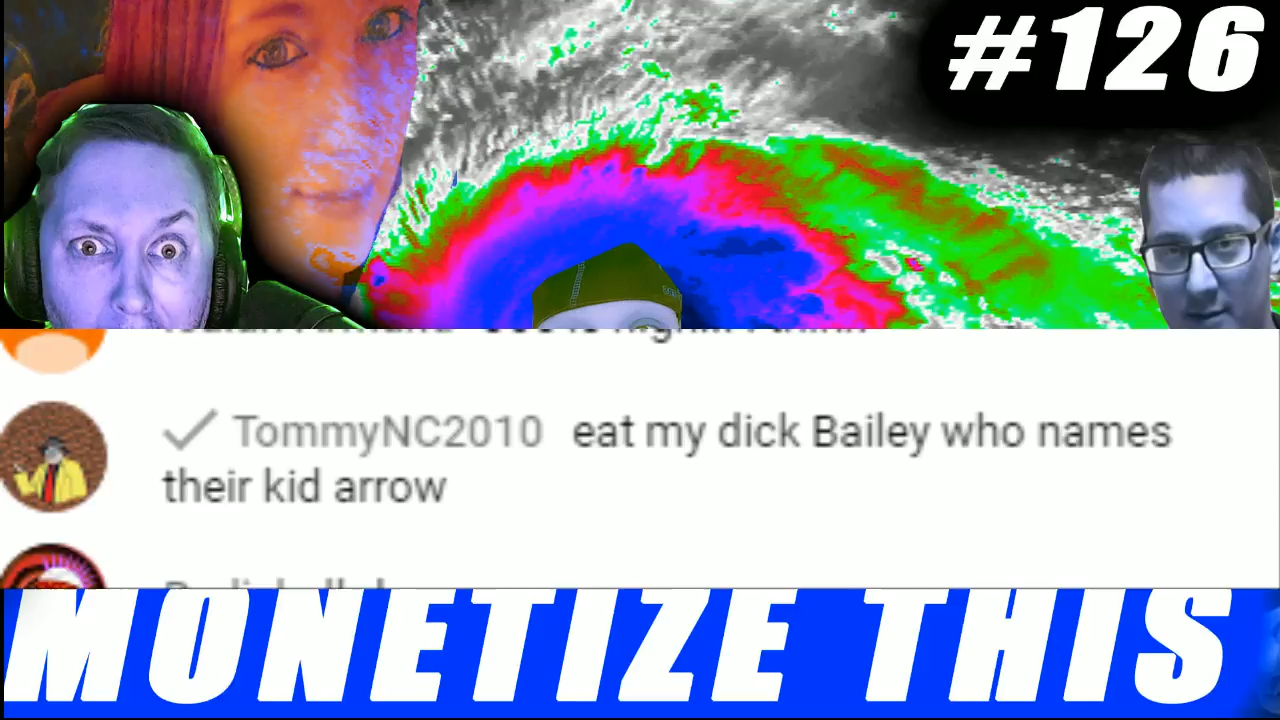 #126
TommyNC2010 eat my dick Bailey who names
their kid arrow
MONETIZE THIS